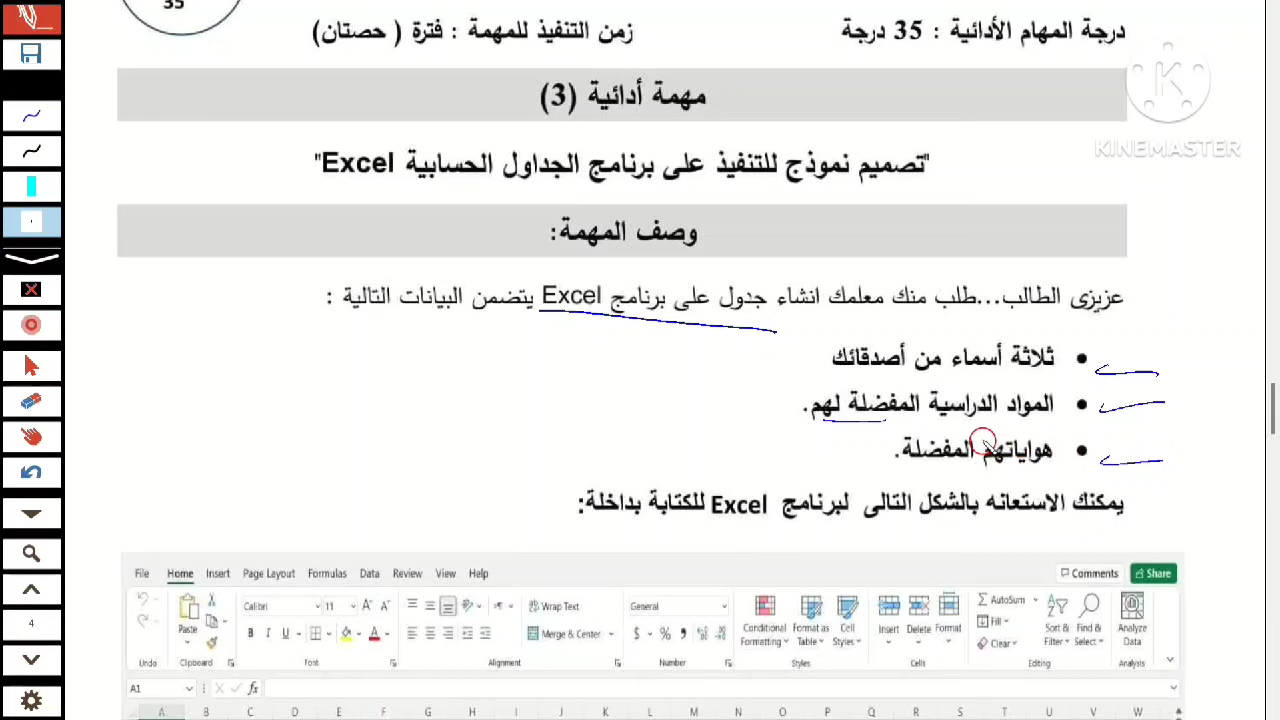 35
درجة المهام الأدائية : 35 درجة
زمن التنفيذ للمهمة : فترة ( حصتان)
KINEMASTER
مهمة أدائية (3)
"تصميم نموذج للتنفيذ على برنامج الجداول الحسابية Excel"
وصف المهمة:
عزيزى الطالب...طلب منك معلمك انشاء جدول على برنامج Excel يتضمن البيانات التالية :
• ثلاثة أسماء من أصدقائك
• المواد الدراسية المفضلة لهم.
• هواياتهم المفضلة.
يمكنك الاستعانه بالشكل التالى لبرنامج Excel للكتابة بداخلة:
File Home Insert Page Layout Formulas Data Review View Help Comments Share
Calibri 11 Wrap Text General AutoSum
Paste B I U Merge & Center $ % Conditional Formatting Format as Table Cell Styles Insert Delete Format Fill Clear Sort & Filter Find & Select Analyze Data
Undo Clipboard Font Alignment Number Styles Cells Editing Analysis
A1 fx
A B C D E F G H I J K L M N O P Q R S T U V W
4